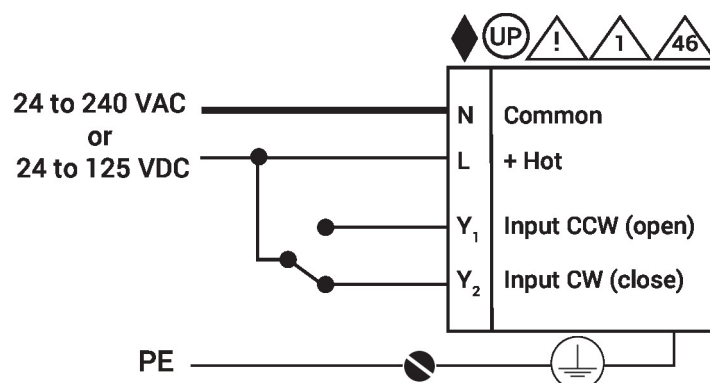 UP ! 1 46
24 to 240 VAC
or
24 to 125 VDC
N Common
L + Hot
Y₁ Input CCW (open)
Y₂ Input CW (close)
PE